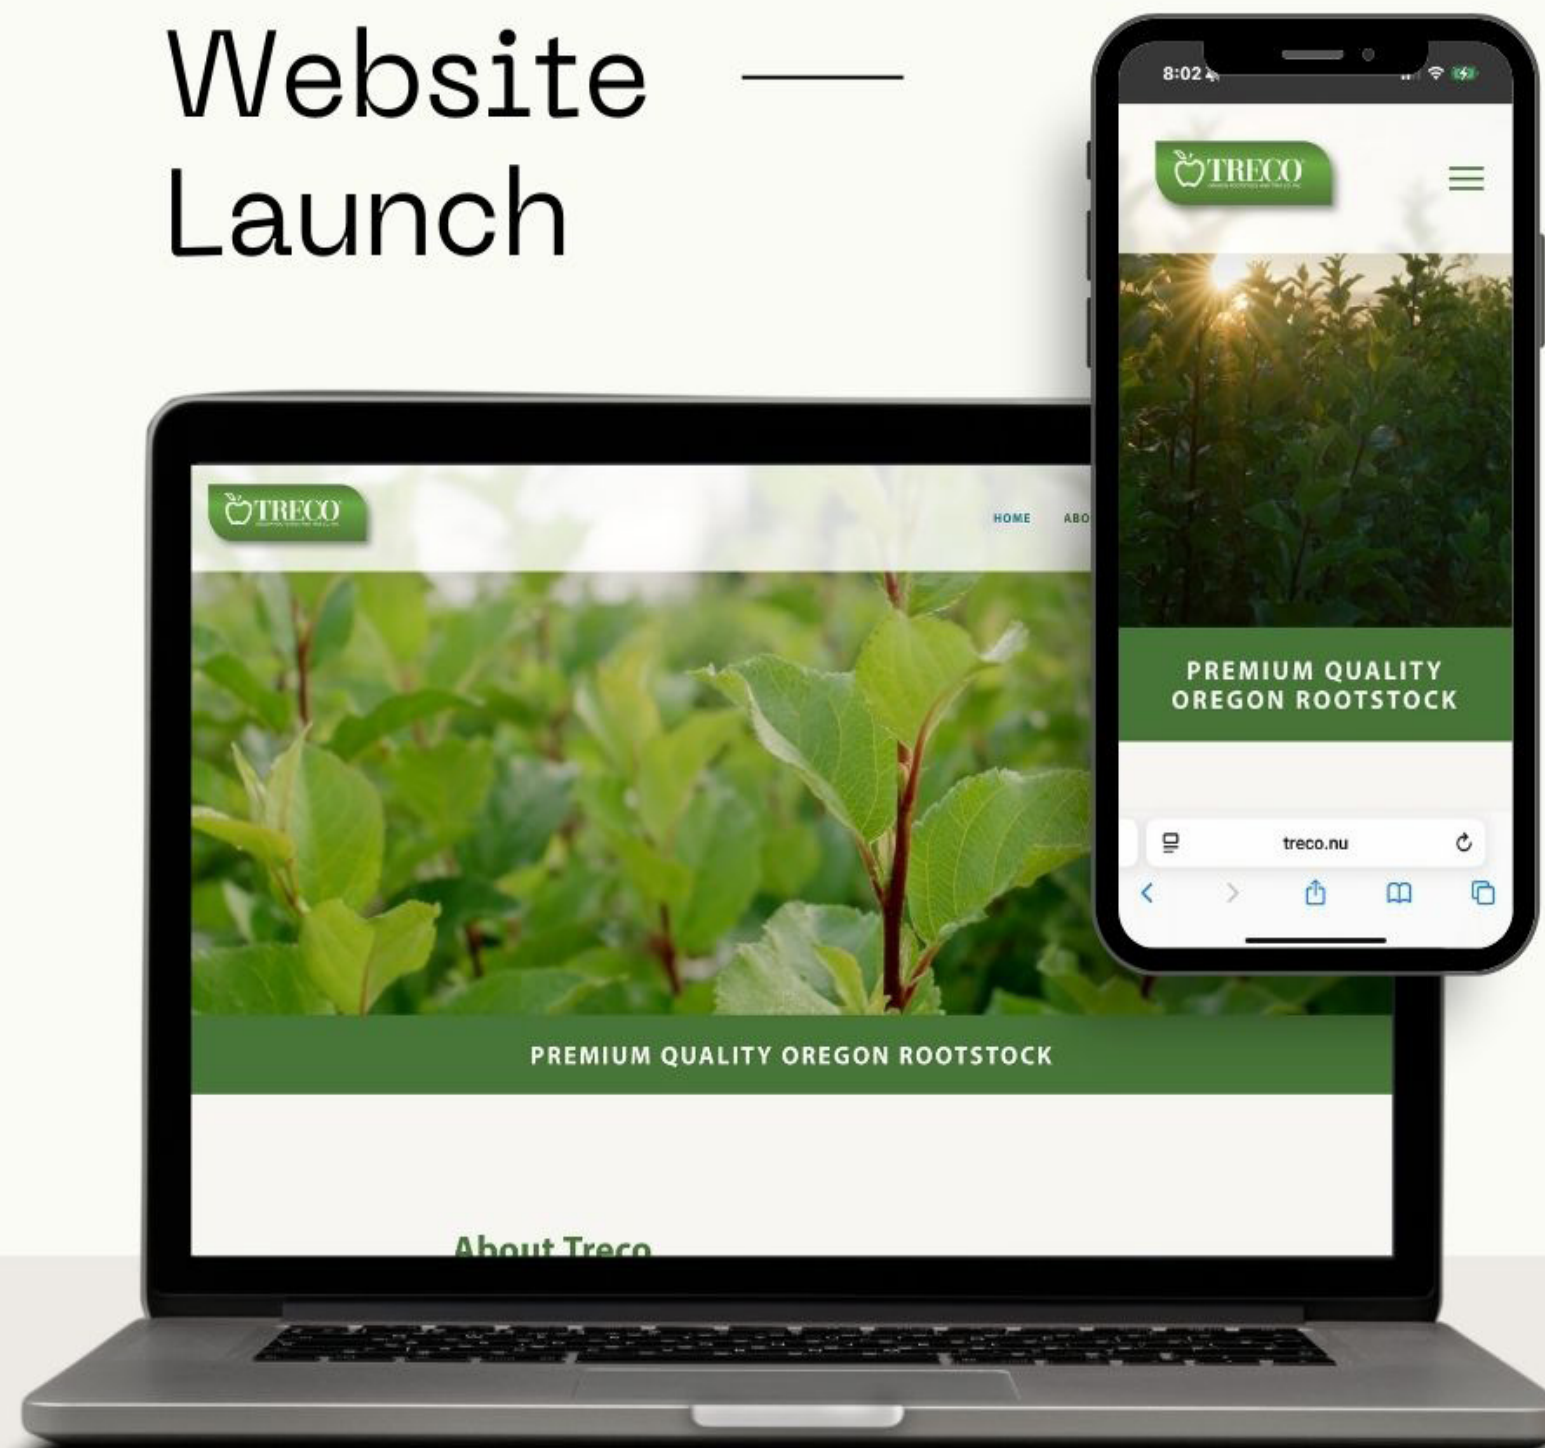 Website
Launch
8:02
TRECO
PREMIUM QUALITY
OREGON ROOTSTOCK
treco.nu
TRECO
HOME
PREMIUM QUALITY OREGON ROOTSTOCK
About Treco